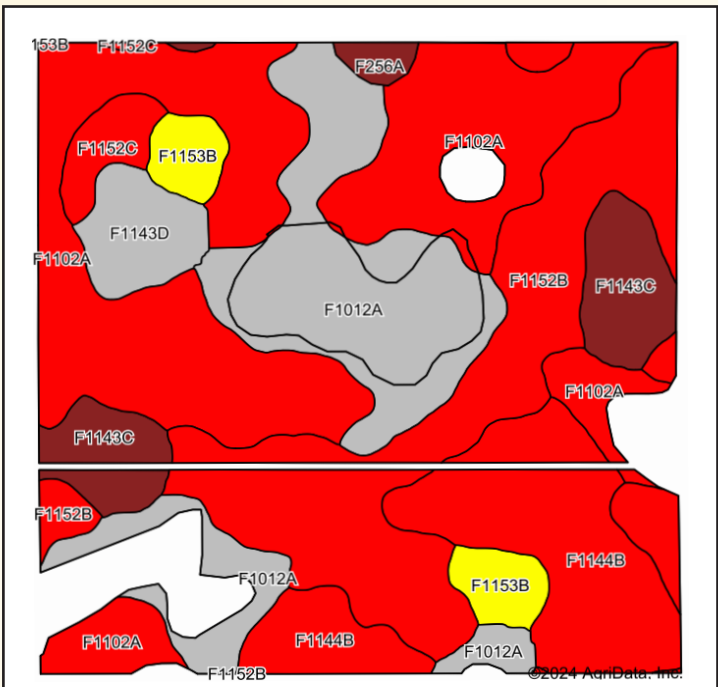 153B
F1152C
F256A
F1102A
F1152C
F1153B
F1143D
F1102A
F1152B
F1143C
F1012A
F1102A
F1143C
F1152B
F1144B
F1012A
F1153B
F1102A
F1144B
F1012A
F1152B
©2024 AgriData, Inc.